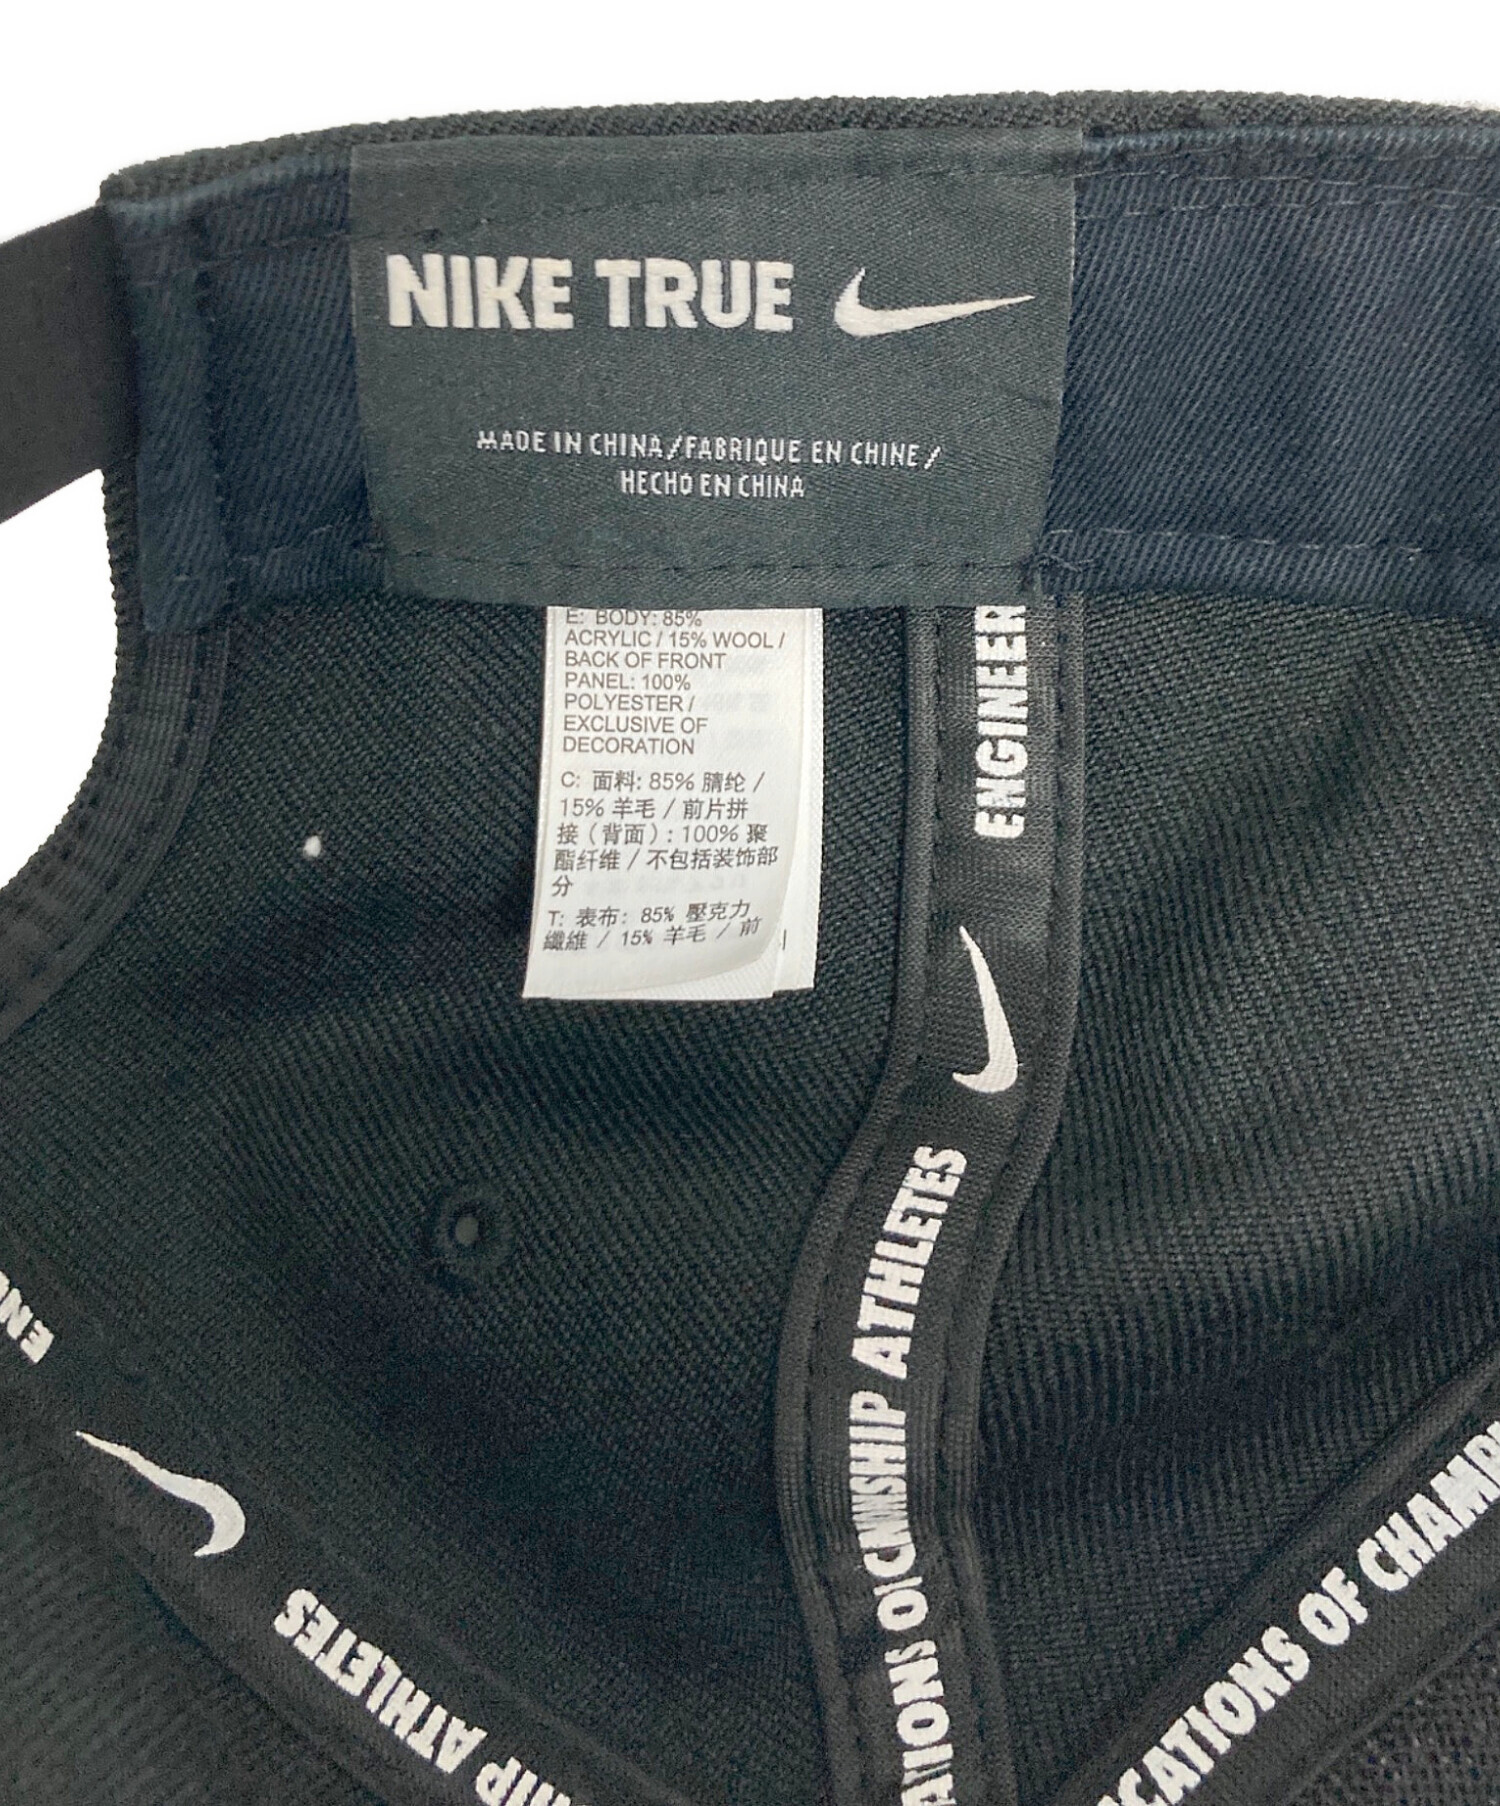 NIKE TRUE
MADE IN CHINA/FABRIQUE EN CHINE/
HECHO EN CHINA
E: BODY: 85%
ACRYLIC / 15% WOOL /
BACK OF FRONT
PANEL: 100%
POLYESTER /
EXCLUSIVE OF
DECORATION
C: 面料: 85% 腈纶 /
15% 羊毛 / 前片拼
接（背面）: 100% 聚
酯纤维 / 不包括装饰部
分
T: 表布: 85% 壓克力
纖維 / 15% 羊毛 / 前
ENGINEER
CATIONS OF CHAMP
ATHLETES
ATHLETES